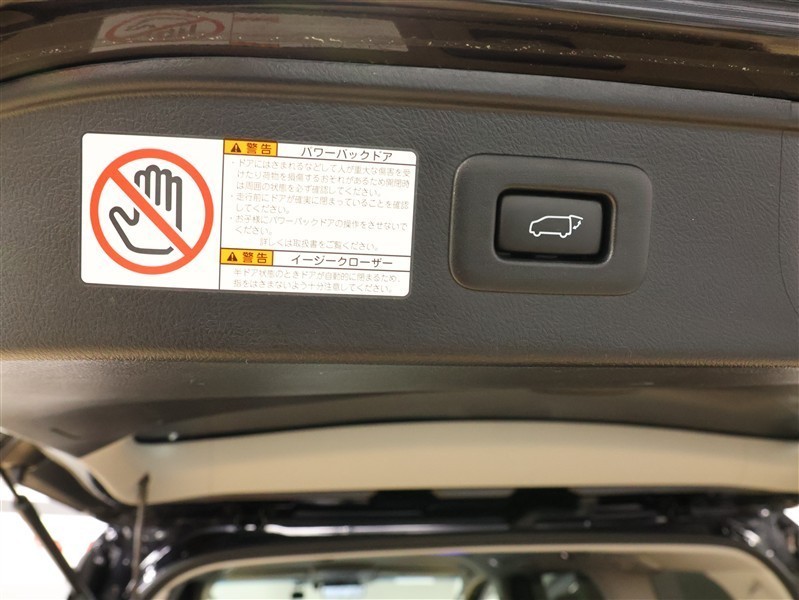 警告 パワーバックドア
・ドアにはさまれるなどして人が重大な傷害を受
けたり荷物を損傷するおそれがあるため開閉時
は周囲の状態を必ず確認してください。
・走行前にドアが確実に閉まっていることを確認
してください。
・お子様にパワーバックドアの操作をさせないで
ください。
詳しくは取扱書をご覧ください。
警告 イージークローザー
半ドア状態のときドアが自動的に閉まるため、
指をはさまないよう十分注意してください。